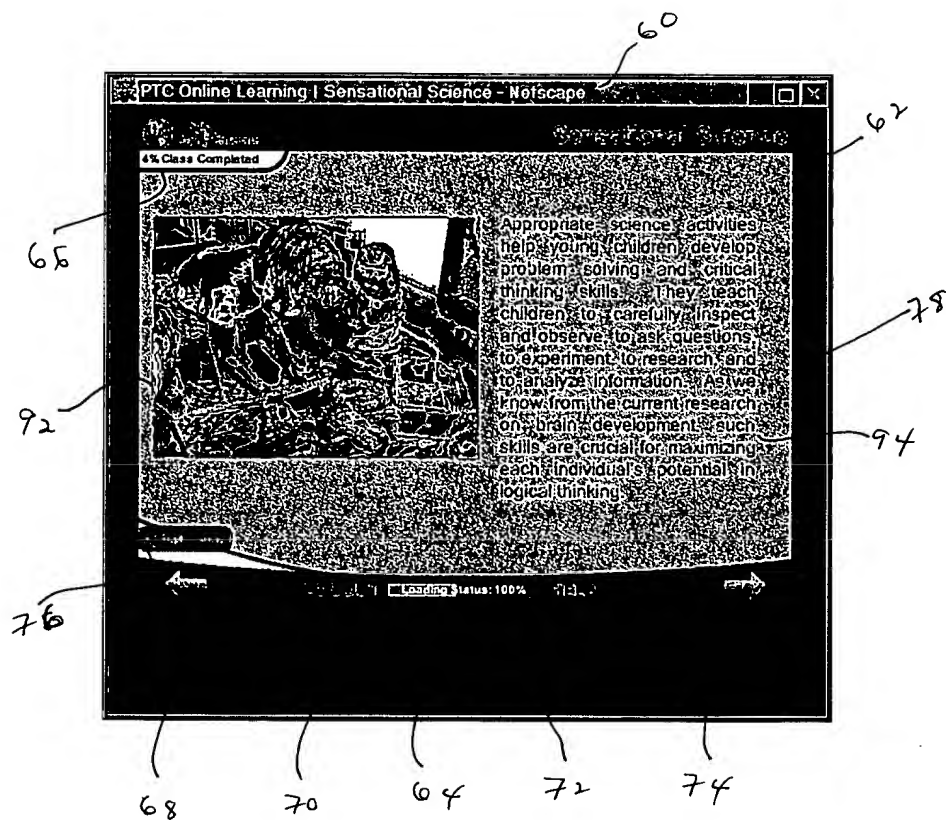 60
PTC Online Learning | Sensational Science - Netscape
62
Sensational Science
4% Class Completed
66
Appropriate science activities
help young children develop
problem solving and critical
thinking skills. They teach
children to carefully inspect
and observe, to ask questions,
to experiment, to research, and
to analyze information. As we
know from the current research
on brain development, such
skills are crucial for maximizing
each individual's potential in
logical thinking.
78
92
94
Loading Status: 100%
76
68
70
64
72
74